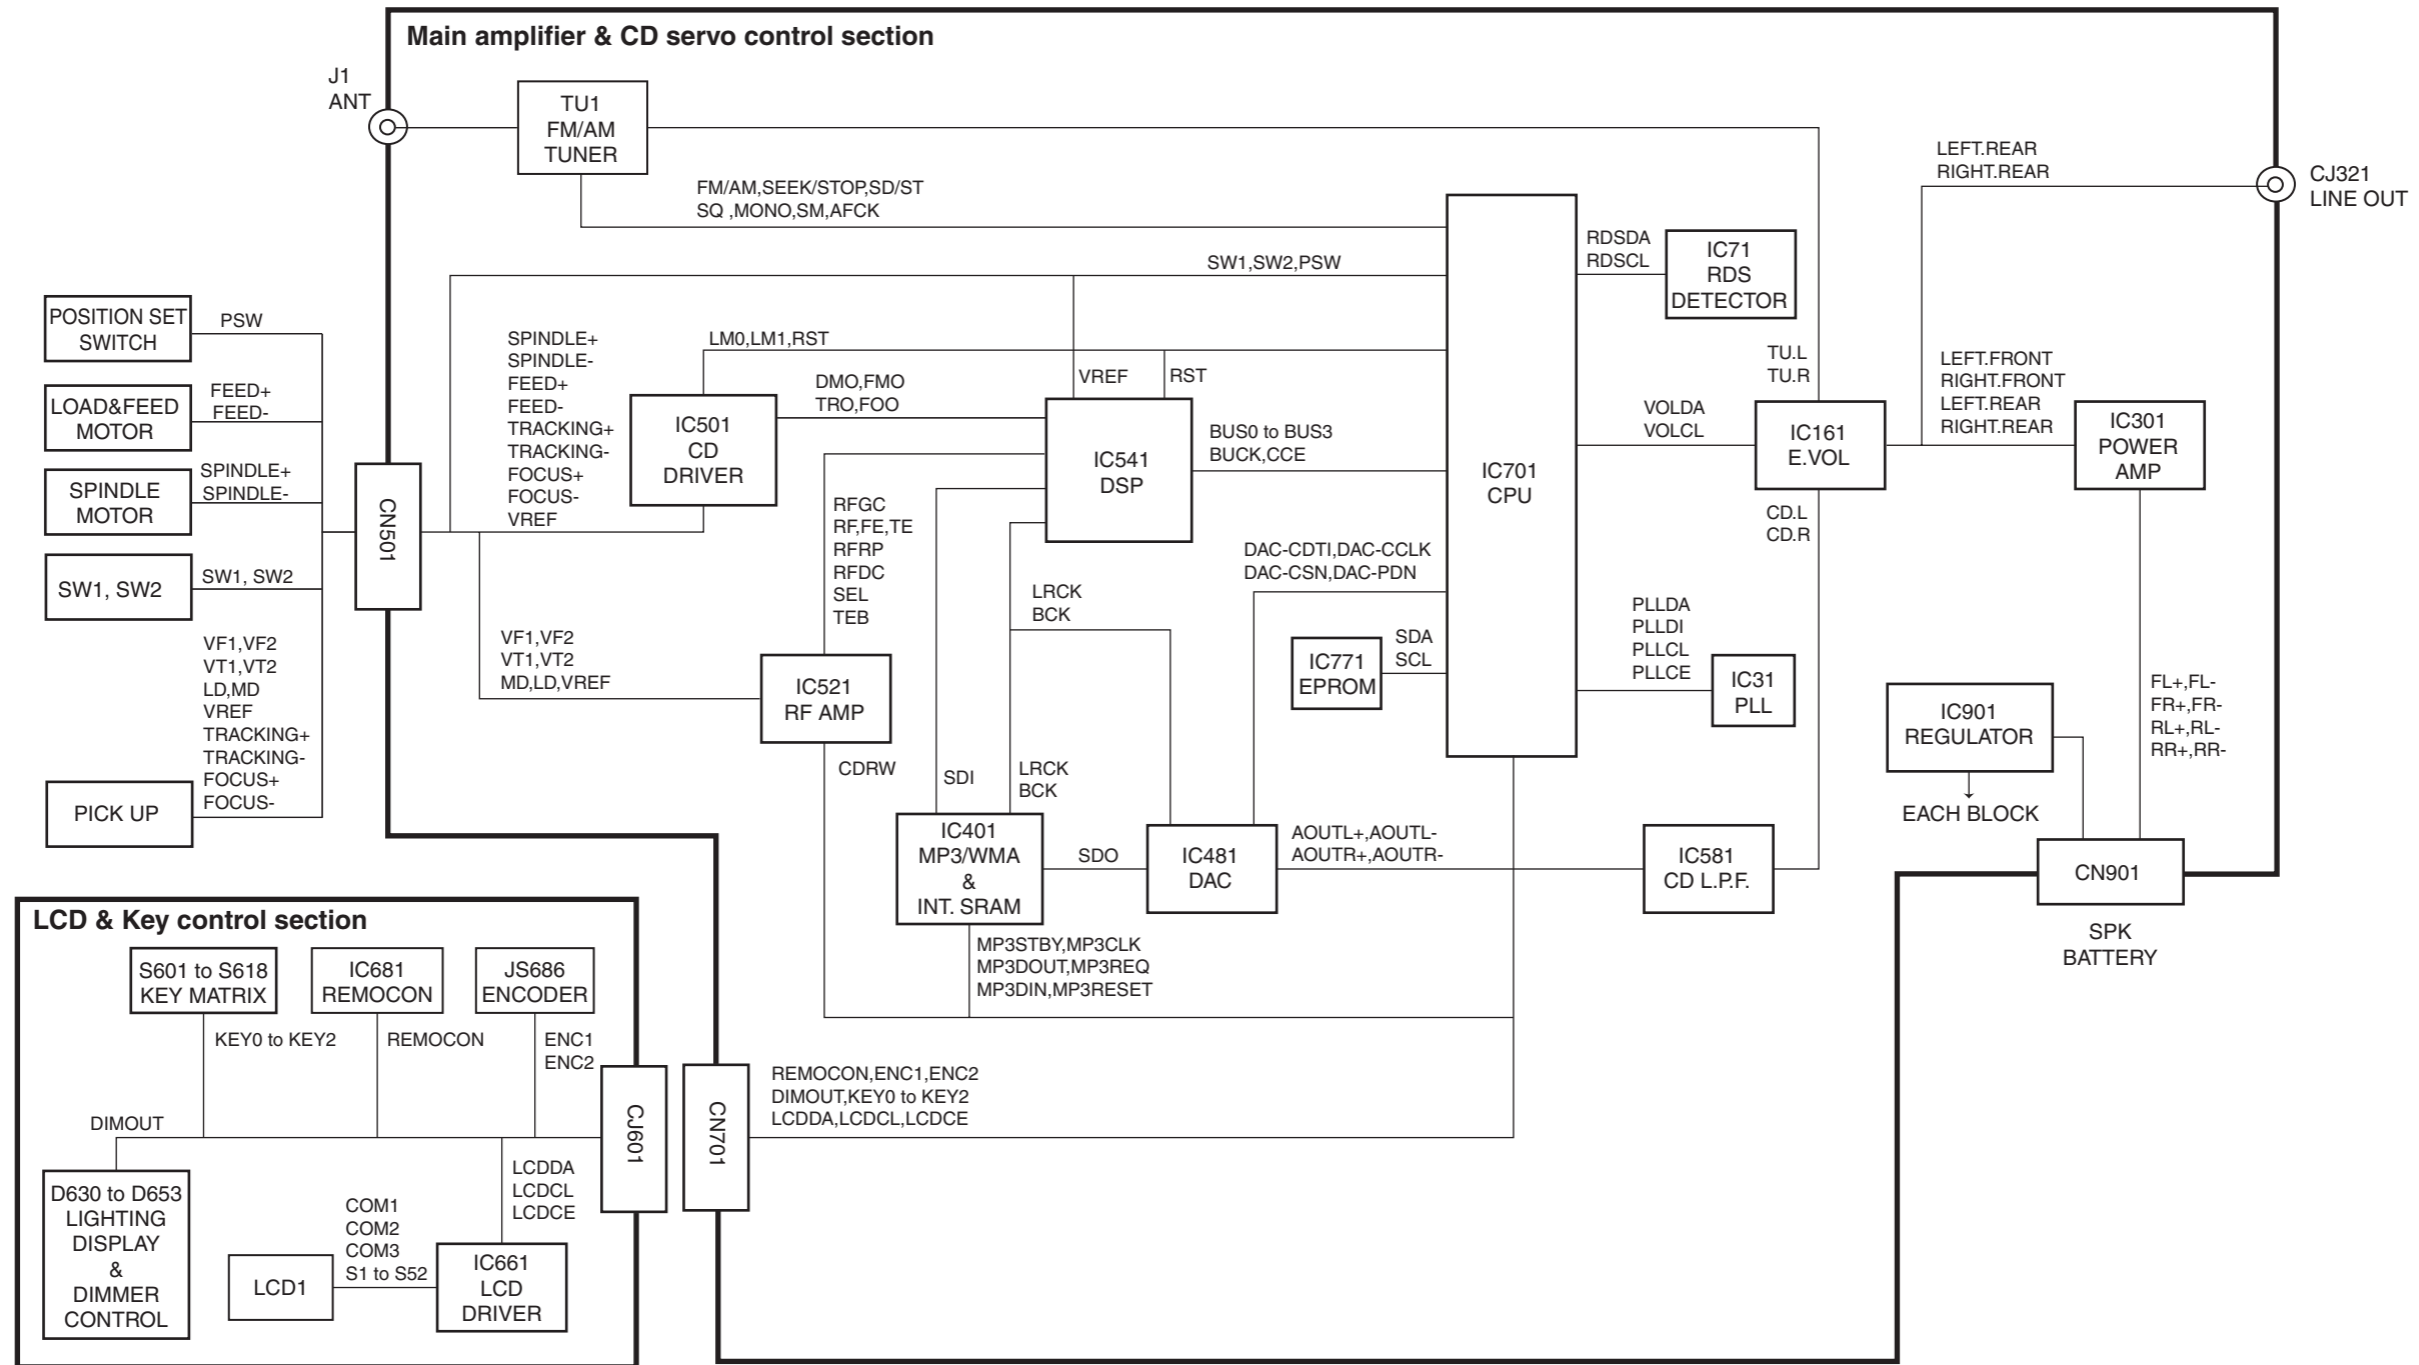 Main amplifier & CD servo control section
J1
ANT
TU1
FM/AM
TUNER
FM/AM,SEEK/STOP,SD/ST
SQ ,MONO,SM,AFCK
LEFT.REAR
RIGHT.REAR
CJ321
LINE OUT
SW1,SW2,PSW
RDSDA
RDSCL
IC71
RDS
DETECTOR
POSITION SET
SWITCH
PSW
LOAD&FEED
MOTOR
FEED+
FEED-
SPINDLE
MOTOR
SPINDLE+
SPINDLE-
SW1, SW2
SW1, SW2
PICK UP
VF1,VF2
VT1,VT2
LD,MD
VREF
TRACKING+
TRACKING-
FOCUS+
FOCUS-
CN501
SPINDLE+
SPINDLE-
FEED+
FEED-
TRACKING+
TRACKING-
FOCUS+
FOCUS-
VREF
LM0,LM1,RST
IC501
CD
DRIVER
DMO,FMO
TRO,FOO
VREF
RST
IC541
DSP
BUS0 to BUS3
BUCK,CCE
IC701
CPU
VOLDA
VOLCL
TU.L
TU.R
IC161
E.VOL
CD.L
CD.R
LEFT.FRONT
RIGHT.FRONT
LEFT.REAR
RIGHT.REAR
IC301
POWER
AMP
RFGC
RF,FE,TE
RFRP
RFDC
SEL
TEB
VF1,VF2
VT1,VT2
MD,LD,VREF
IC521
RF AMP
LRCK
BCK
DAC-CDTI,DAC-CCLK
DAC-CSN,DAC-PDN
IC771
EPROM
SDA
SCL
PLLDA
PLLDI
PLLCL
PLLCE
IC31
PLL
IC901
REGULATOR
EACH BLOCK
FL+,FL-
FR+,FR-
RL+,RL-
RR+,RR-
CDRW
SDI
LRCK
BCK
IC401
MP3/WMA
&
INT. SRAM
SDO
IC481
DAC
AOUTL+,AOUTL-
AOUTR+,AOUTR-
IC581
CD L.P.F.
CN901
SPK
BATTERY
MP3STBY,MP3CLK
MP3DOUT,MP3REQ
MP3DIN,MP3RESET
LCD & Key control section
S601 to S618
KEY MATRIX
IC681
REMOCON
JS686
ENCODER
KEY0 to KEY2
REMOCON
ENC1
ENC2
DIMOUT
CJ601
CN701
REMOCON,ENC1,ENC2
DIMOUT,KEY0 to KEY2
LCDDA,LCDCL,LCDCE
D630 to D653
LIGHTING
DISPLAY
&
DIMMER
CONTROL
LCD1
COM1
COM2
COM3
S1 to S52
LCDDA
LCDCL
LCDCE
IC661
LCD
DRIVER